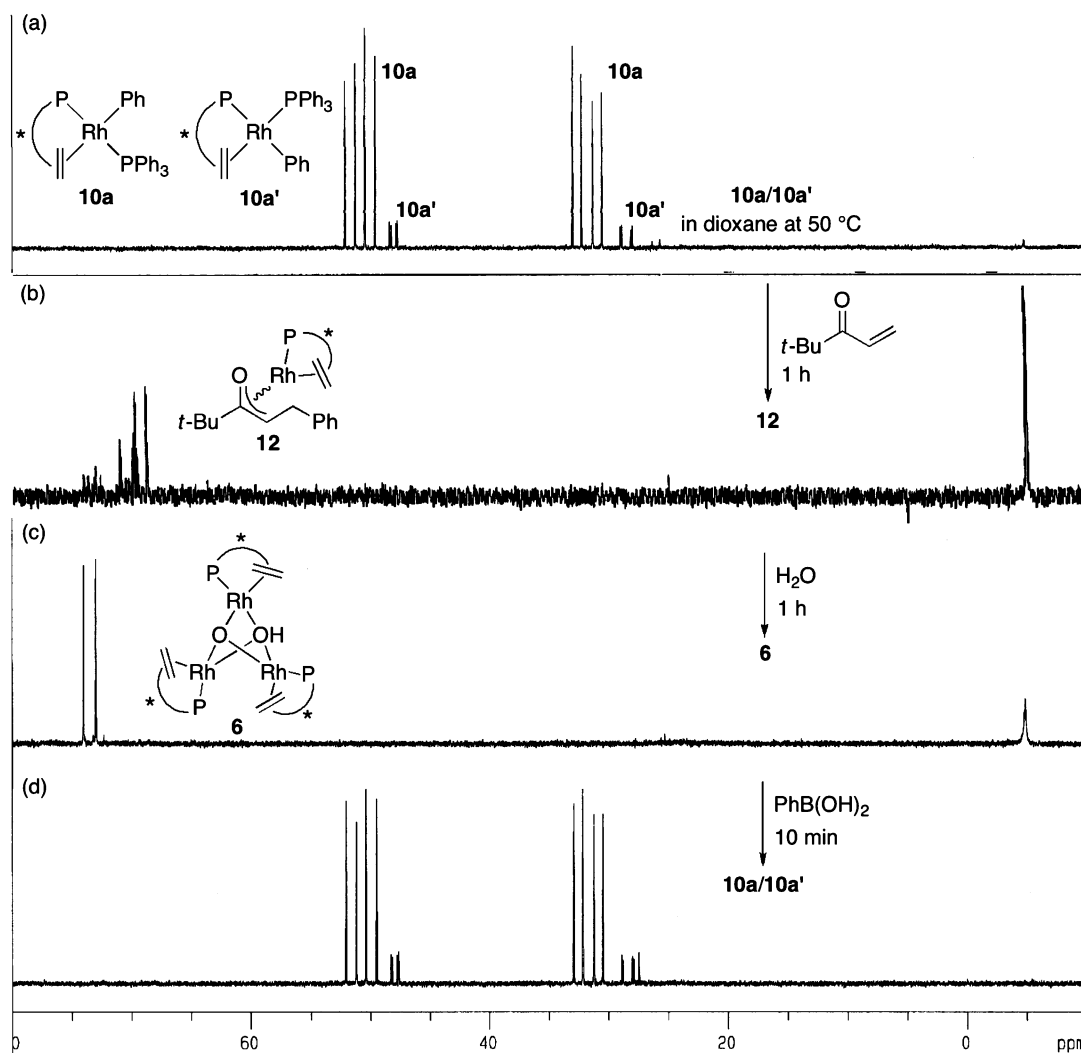 (a)
10a
10a
P
Ph
Rh
*
PPh3
10a
P
PPh3
Rh
*
Ph
10a'
10a'
10a'
10a/10a'
in dioxane at 50 °C
(b)
P
*
Rh
O
t-Bu
Ph
12
O
t-Bu
1 h
12
(c)
*
P
Rh
O
OH
Rh
Rh
P
P
*
*
6
H2O
1 h
6
(d)
PhB(OH)2
10 min
10a/10a'
60
40
20
0